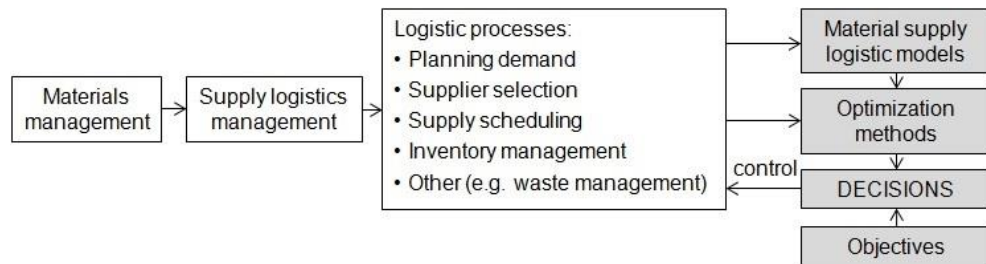 Materials
management
Supply logistics
management
Logistic processes:
• Planning demand
• Supplier selection
• Supply scheduling
• Inventory management
• Other (e.g. waste management)
control
Material supply
logistic models
Optimization
methods
DECISIONS
Objectives